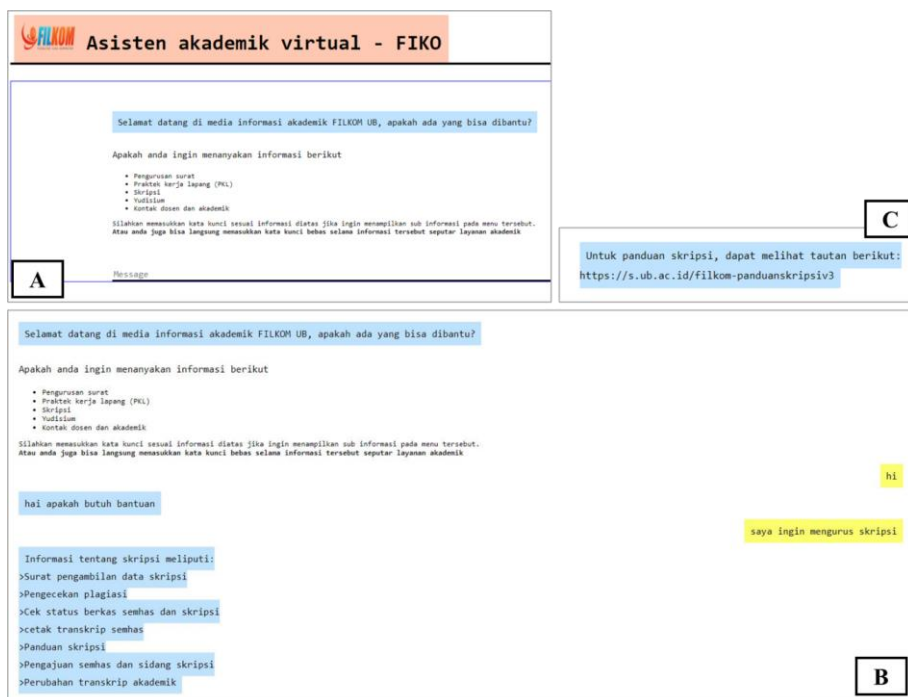 FILKOM
Asisten akademik virtual - FIKO
Selamat datang di media informasi akademik FILKOM UB, apakah ada yang bisa dibantu?
Apakah anda ingin menanyakan informasi berikut
• Pengurusan surat
• Praktek kerja lapang (PKL)
• Skripsi
• Yudisium
• Kontak dosen dan akademik
Silahkan memasukkan kata kunci sesuai informasi diatas jika ingin menampilkan sub informasi pada menu tersebut.
Atau anda juga bisa langsung memasukkan kata kunci bebas selama informasi tersebut seputar layanan akademik
Message
A
C
Untuk panduan skripsi, dapat melihat tautan berikut:
https://s.ub.ac.id/filkom-panduanskripsiv3
Selamat datang di media informasi akademik FILKOM UB, apakah ada yang bisa dibantu?
Apakah anda ingin menanyakan informasi berikut
• Pengurusan surat
• Praktek kerja lapang (PKL)
• Skripsi
• Yudisium
• Kontak dosen dan akademik
Silahkan memasukkan kata kunci sesuai informasi diatas jika ingin menampilkan sub informasi pada menu tersebut.
Atau anda juga bisa langsung memasukkan kata kunci bebas selama informasi tersebut seputar layanan akademik
hi
hai apakah butuh bantuan
saya ingin mengurus skripsi
Informasi tentang skripsi meliputi:
>Surat pengambilan data skripsi
>Pengecekan plagiasi
>Cek status berkas semhas dan skripsi
>cetak transkrip semhas
>Panduan skripsi
>Pengajuan semhas dan sidang skripsi
>Perubahan transkrip akademik
B